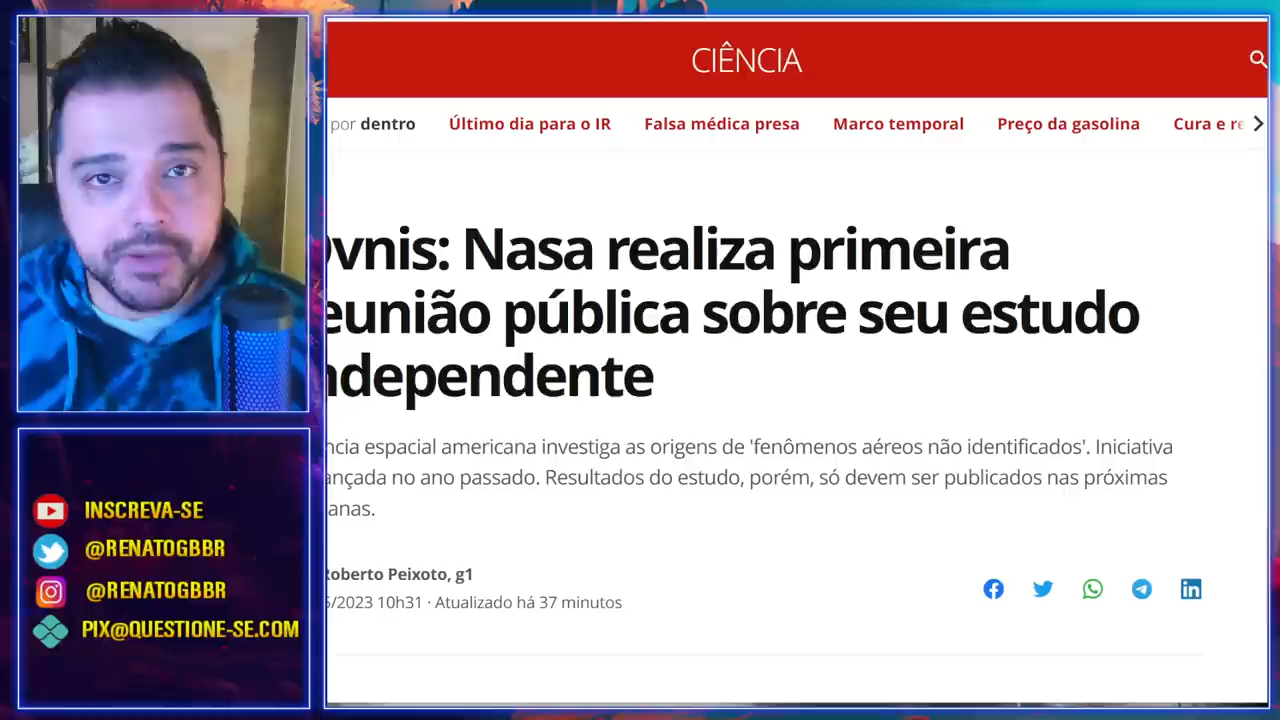 CIÊNCIA
por dentro
Último dia para o IR
Falsa médica presa
Marco temporal
Preço da gasolina
Cura e re
Ovnis: Nasa realiza primeira
eunião pública sobre seu estudo
ndependente
ncia espacial americana investiga as origens de 'fenômenos aéreos não identificados'. Iniciativa
ançada no ano passado. Resultados do estudo, porém, só devem ser publicados nas próximas
anas.
Roberto Peixoto, g1
5/2023 10h31 · Atualizado há 37 minutos
INSCREVA-SE
@RENATOGBBR
@RENATOGBBR
PIX@QUESTIONE-SE.COM